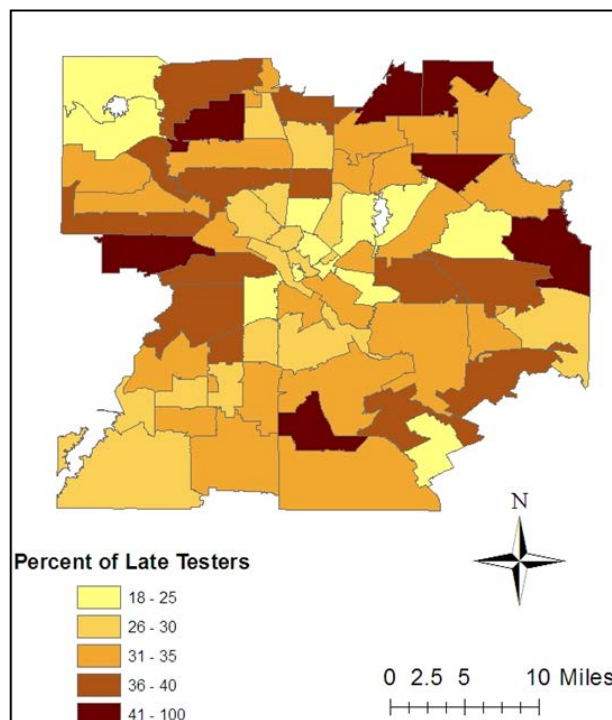 N
Percent of Late Testers
18 - 25
26 - 30
31 - 35
36 - 40
41 - 100
0 2.5 5 10 Miles